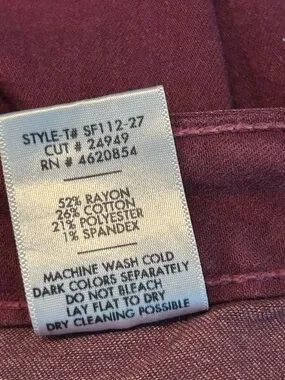 STYLE-T# SF112-27
CUT # 24949
RN # 4620854
52% RAYON
26% COTTON
21% POLYESTER
1% SPANDEX
MACHINE WASH COLD
DARK COLORS SEPARATELY
DO NOT BLEACH
LAY FLAT TO DRY
DRY CLEANING POSSIBLE